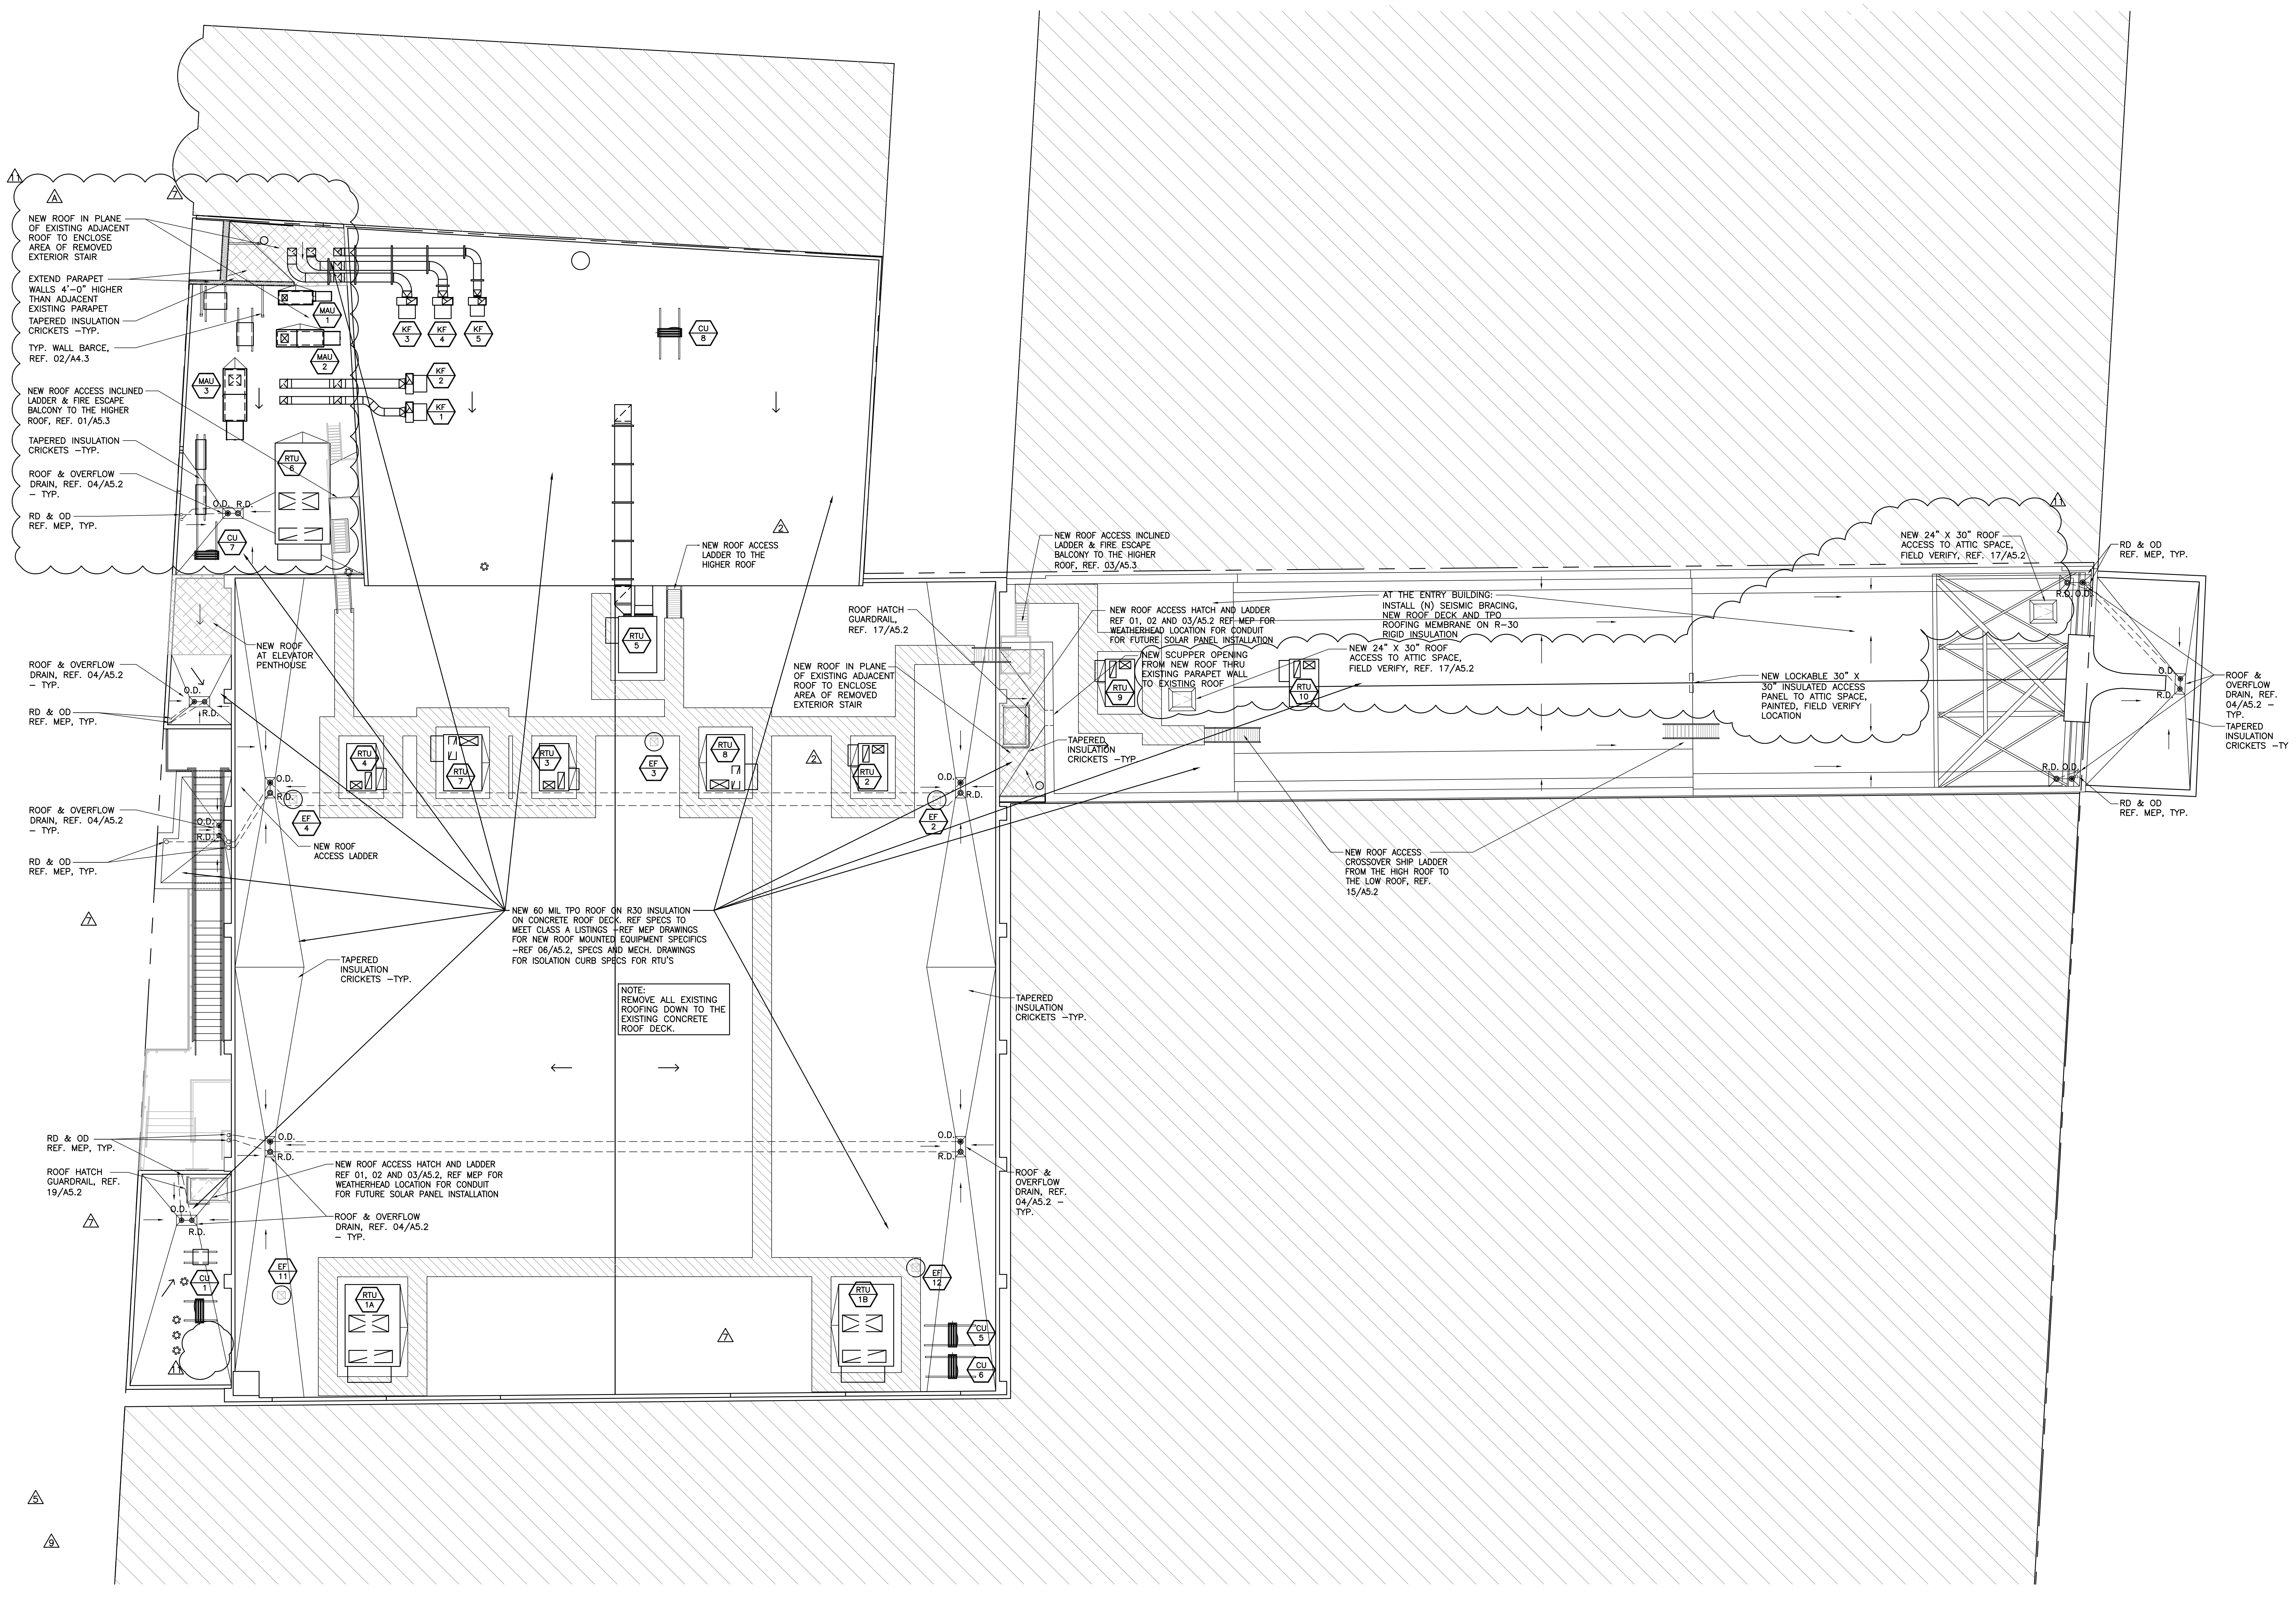 11
A
7
NEW ROOF IN PLANE
OF EXISTING ADJACENT
ROOF TO ENCLOSE
AREA OF REMOVED
EXTERIOR STAIR
EXTEND PARAPET
WALLS 4'-0" HIGHER
THAN ADJACENT
EXISTING PARAPET
TAPERED INSULATION
CRICKETS -TYP.
TYP. WALL BARCE,
REF. 02/A4.3
NEW ROOF ACCESS INCLINED
LADDER & FIRE ESCAPE
BALCONY TO THE HIGHER
ROOF, REF. 01/A5.3
TAPERED INSULATION
CRICKETS -TYP.
ROOF & OVERFLOW
DRAIN, REF. 04/A5.2
- TYP.
RD & OD
REF. MEP, TYP.
MAU
1
MAU
2
MAU
3
KF
3
KF
4
KF
5
KF
2
KF
1
CU
8
RTU
6
O.D. R.D.
CU
7
2
NEW ROOF ACCESS
LADDER TO THE
HIGHER ROOF
NEW ROOF
AT ELEVATOR
PENTHOUSE
ROOF & OVERFLOW
DRAIN, REF. 04/A5.2
- TYP.
O.D.
R.D.
RD & OD
REF. MEP, TYP.
RTU
5
ROOF HATCH
GUARDRAIL,
REF. 17/A5.2
NEW ROOF IN PLANE
OF EXISTING ADJACENT
ROOF TO ENCLOSE
AREA OF REMOVED
EXTERIOR STAIR
NEW ROOF ACCESS INCLINED
LADDER & FIRE ESCAPE
BALCONY TO THE HIGHER
ROOF, REF. 03/A5.3
NEW ROOF ACCESS HATCH AND LADDER
REF 01, 02 AND 03/A5.2 REF MEP FOR
WEATHERHEAD LOCATION FOR CONDUIT
FOR FUTURE SOLAR PANEL INSTALLATION
NEW SCUPPER OPENING
FROM NEW ROOF THRU
EXISTING PARAPET WALL
TO EXISTING ROOF
AT THE ENTRY BUILDING:
INSTALL (N) SEISMIC BRACING,
NEW ROOF DECK AND TPO
ROOFING MEMBRANE ON R-30
RIGID INSULATION
NEW 24" X 30" ROOF
ACCESS TO ATTIC SPACE,
FIELD VERIFY, REF. 17/A5.2
RTU
9
RTU
10
TAPERED
INSULATION
CRICKETS -TYP
11
NEW 24" X 30" ROOF
ACCESS TO ATTIC SPACE,
FIELD VERIFY, REF. 17/A5.2
RD & OD
REF. MEP, TYP.
R.D. O.D.
NEW LOCKABLE 30" X
30" INSULATED ACCESS
PANEL TO ATTIC SPACE,
PAINTED, FIELD VERIFY
LOCATION
O.D.
R.D.
ROOF &
OVERFLOW
DRAIN, REF.
04/A5.2 -
TYP.
TAPERED
INSULATION
CRICKETS -TY
R.D. O.D.
RD & OD
REF. MEP, TYP.
NEW ROOF ACCESS
CROSSOVER SHIP LADDER
FROM THE HIGH ROOF TO
THE LOW ROOF, REF.
15/A5.2
RTU
4
RTU
7
RTU
3
EF
3
RTU
8
2
RTU
2
O.D.
R.D.
EF
4
O.D.
R.D.
EF
2
ROOF & OVERFLOW
DRAIN, REF. 04/A5.2
- TYP.
O.D.
R.D.
RD & OD
REF. MEP, TYP.
NEW ROOF
ACCESS LADDER
7
NEW 60 MIL TPO ROOF ON R30 INSULATION
ON CONCRETE ROOF DECK. REF SPECS TO
MEET CLASS A LISTINGS -REF MEP DRAWINGS
FOR NEW ROOF MOUNTED EQUIPMENT SPECIFICS
-REF 06/A5.2, SPECS AND MECH. DRAWINGS
FOR ISOLATION CURB SPECS FOR RTU'S
TAPERED
INSULATION
CRICKETS -TYP.
NOTE:
REMOVE ALL EXISTING
ROOFING DOWN TO THE
EXISTING CONCRETE
ROOF DECK.
TAPERED
INSULATION
CRICKETS -TYP.
RD & OD
REF. MEP, TYP.
O.D.
R.D.
O.D.
R.D.
ROOF HATCH
GUARDRAIL, REF.
19/A5.2
NEW ROOF ACCESS HATCH AND LADDER
REF 01, 02 AND 03/A5.2, REF MEP FOR
WEATHERHEAD LOCATION FOR CONDUIT
FOR FUTURE SOLAR PANEL INSTALLATION
ROOF &
OVERFLOW
DRAIN, REF.
04/A5.2 -
TYP.
O.D.
R.D.
ROOF & OVERFLOW
DRAIN, REF. 04/A5.2
- TYP.
7
EF
11
CU
1
RTU
1A
RTU
1B
EF
12
7
CU
5
CU
6
11
5
9